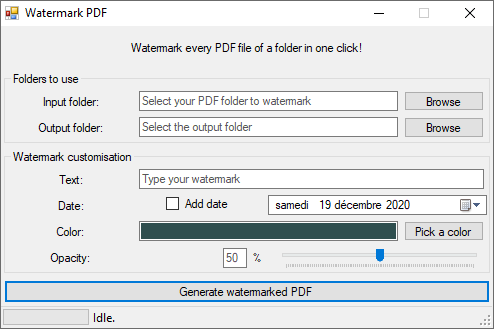 Watermark PDF
Watermark every PDF file of a folder in one click!
Folders to use
Input folder: Select your PDF folder to watermark Browse
Output folder: Select the output folder Browse
Watermark customisation
Text: Type your watermark
Date: Add date samedi 19 décembre 2020
Color: Pick a color
Opacity: 50 %
Generate watermarked PDF
Idle.